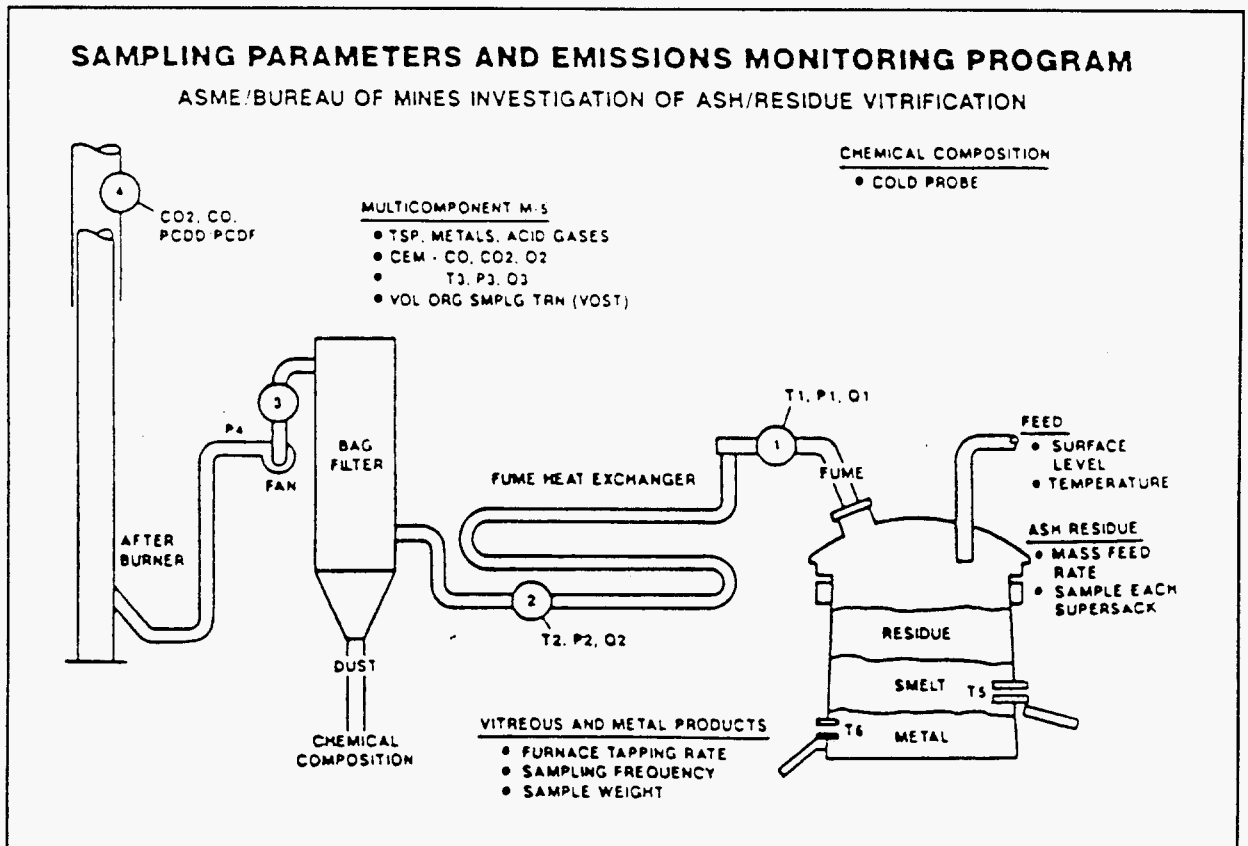 SAMPLING PARAMETERS AND EMISSIONS MONITORING PROGRAM
ASME/BUREAU OF MINES INVESTIGATION OF ASH/RESIDUE VITRIFICATION
CHEMICAL COMPOSITION
• COLD PROBE
4
CO2, CO,
PCDD PCDF
MULTICOMPONENT M-5
• TSP, METALS, ACID GASES
• CEM - CO, CO2, O2
• T3, P3, Q3
• VOL ORG SMPLG TRN (VOST)
3
P4
FAN
BAG
FILTER
AFTER
BURNER
DUST
CHEMICAL
COMPOSITION
FUME HEAT EXCHANGER
2
T2, P2, Q2
T1, P1, Q1
1
FUME
FEED
• SURFACE
LEVEL
• TEMPERATURE
ASH RESIDUE
• MASS FEED
RATE
• SAMPLE EACH
SUPERSACK
RESIDUE
SMELT
T5
T6
METAL
VITREOUS AND METAL PRODUCTS
• FURNACE TAPPING RATE
• SAMPLING FREQUENCY
• SAMPLE WEIGHT